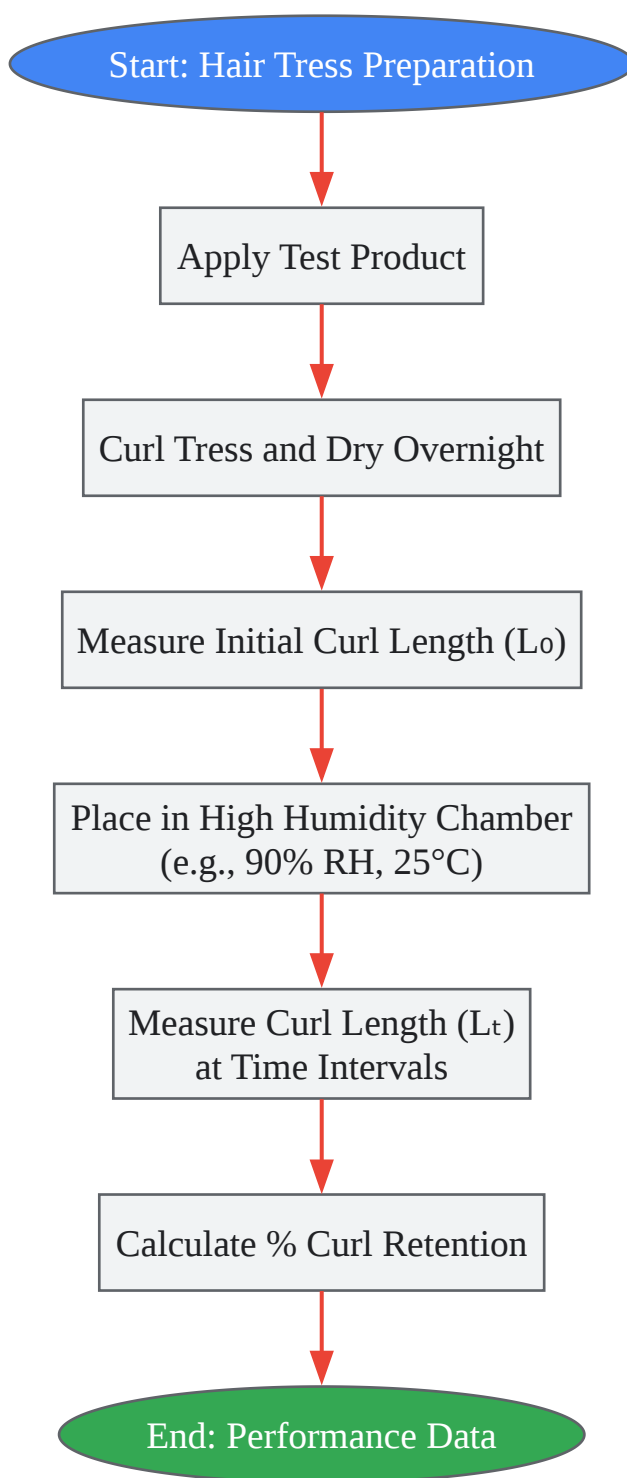 Start: Hair Tress Preparation
Apply Test Product
Curl Tress and Dry Overnight
Measure Initial Curl Length (L₀)
Place in High Humidity Chamber
(e.g., 90% RH, 25°C)
Measure Curl Length (Lₜ)
at Time Intervals
Calculate % Curl Retention
End: Performance Data